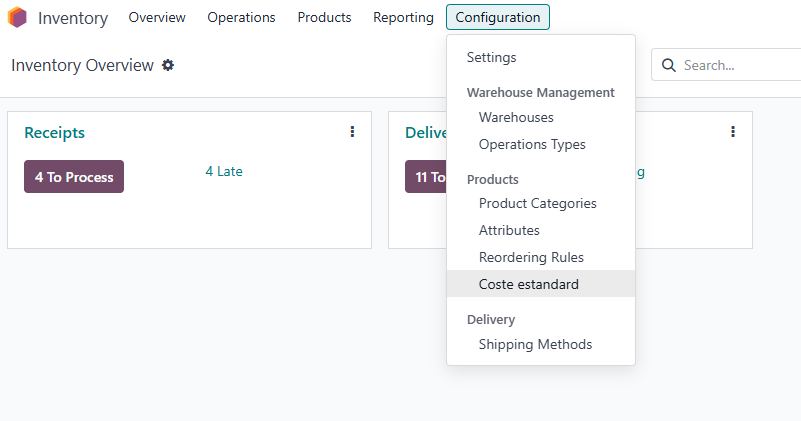 Inventory Overview Operations Products Reporting Configuration
Inventory Overview
Search...
Settings
Warehouse Management
Warehouses
Operations Types
Products
Product Categories
Attributes
Reordering Rules
Coste estandard
Delivery
Shipping Methods
Receipts
4 To Process 4 Late
Delive
11 To g